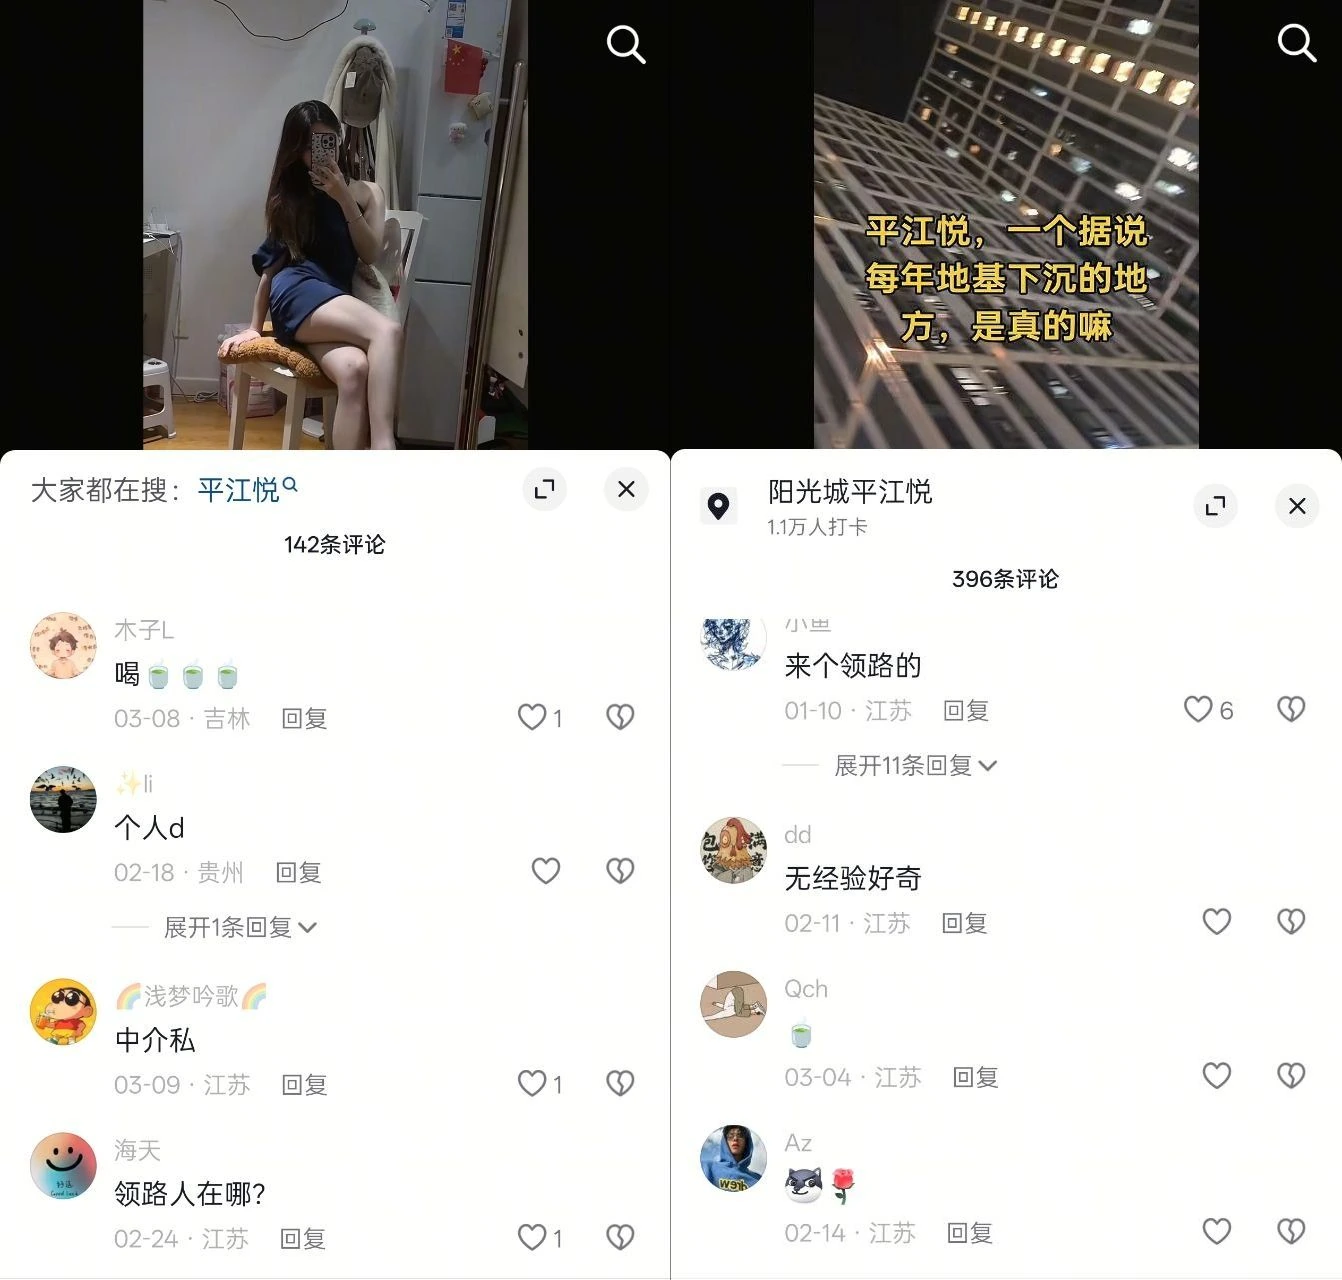 大家都在搜：平江悦
142条评论
木子L
喝🍵🍵🍵
03-08 · 吉林 回复
1
✨li
个人d
02-18 · 贵州 回复
展开1条回复
🌈浅梦吟歌🌈
中介私
03-09 · 江苏 回复
1
海天
领路人在哪?
02-24 · 江苏 回复
1
平江悦，一个据说
每年地基下沉的地
方，是真的嘛
阳光城平江悦
1.1万人打卡
396条评论
小鱼
来个领路的
01-10 · 江苏 回复
6
展开11条回复
dd
无经验好奇
02-11 · 江苏 回复
Qch
🍵
03-04 · 江苏 回复
Az
🌹
02-14 · 江苏 回复